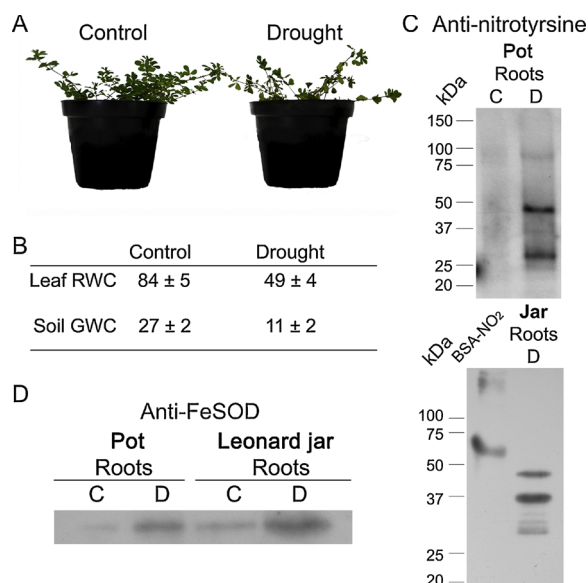 A
Control
Drought
B
Control Drought
Leaf RWC 84 ± 5 49 ± 4
Soil GWC 27 ± 2 11 ± 2
D
Anti-FeSOD
Pot Leonard jar
Roots Roots
C D C D
C Anti-nitrotyrsine
Pot
Roots
kDa C D
150
100
75
50
37
25
20
kDa BSA-NO2 Jar
Roots
D
100
75
50
37
25
20